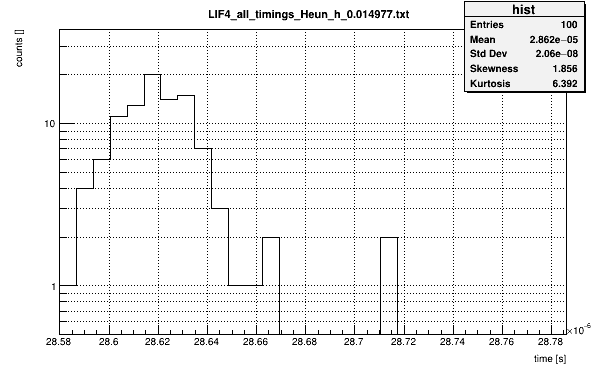 LIF4_all_timings_Heun_h_0.014977.txt
hist
Entries 100
Mean 2.862e−05
Std Dev 2.06e−08
Skewness 1.856
Kurtosis 6.392
counts []
10
1
28.58 28.6 28.62 28.64 28.66 28.68 28.7 28.72 28.74 28.76 28.78
×10⁻⁶
time [s]